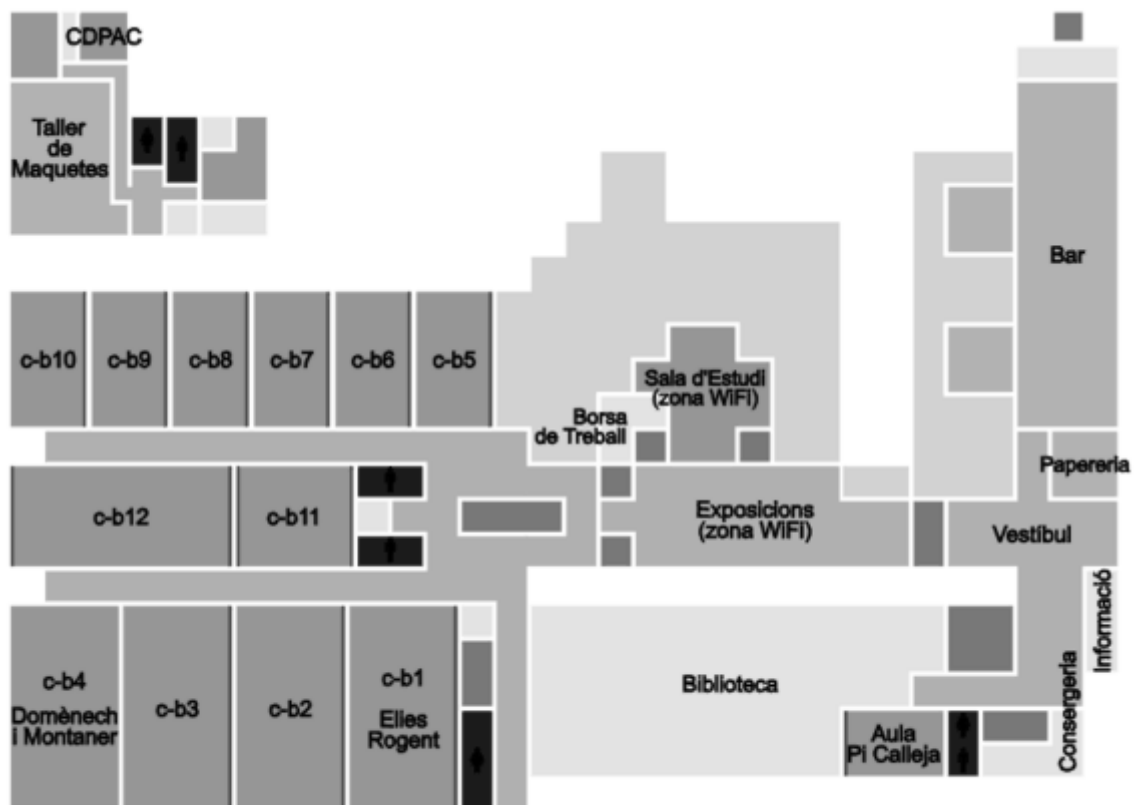 CDPAC
Taller
de
Maquetes
Bar
c-b10
c-b9
c-b8
c-b7
c-b6
c-b5
Sala d'Estudi
(zona WiFI)
Borsa
de Treball
Papereria
c-b12
c-b11
Exposicions
(zona WiFI)
Vestíbul
Informació
Consergeria
c-b4
Domènech
i Montaner
c-b3
c-b2
c-b1
Elies
Rogent
Biblioteca
Aula
Pi Calleja